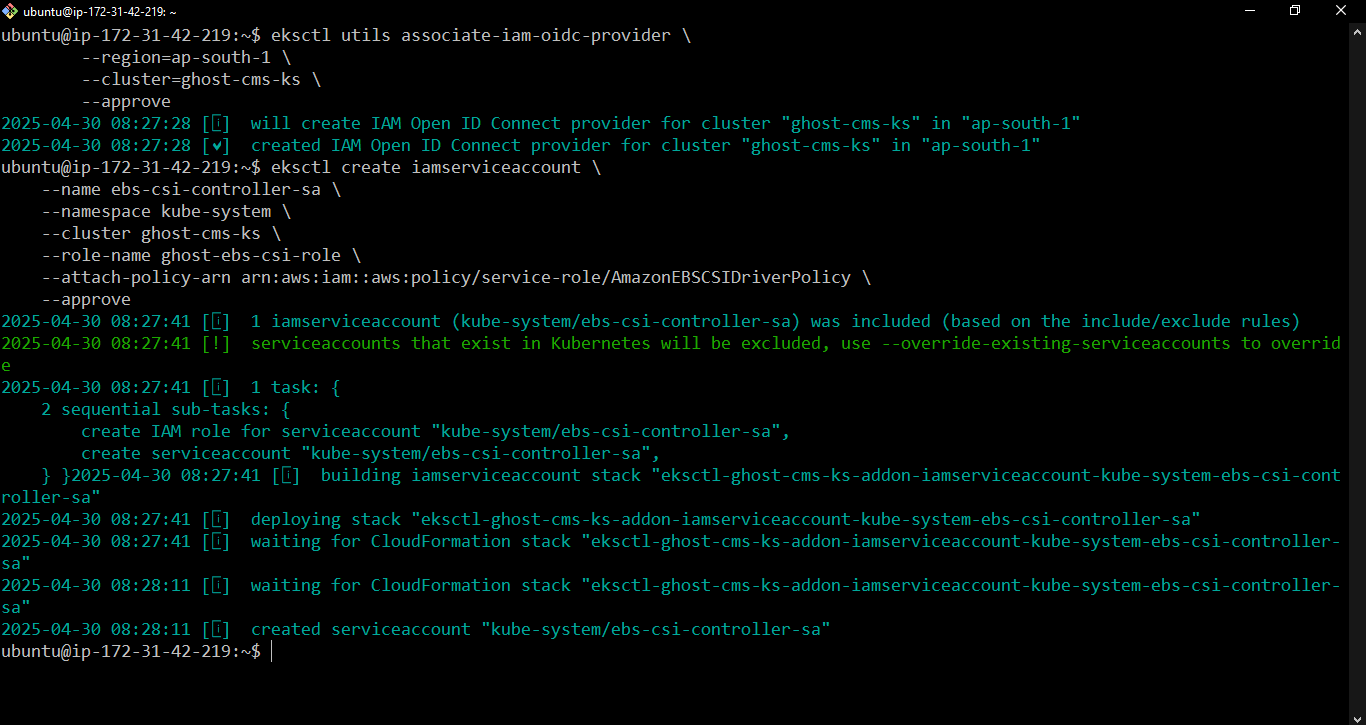 ubuntu@ip-172-31-42-219: ~
ubuntu@ip-172-31-42-219:~$ eksctl utils associate-iam-oidc-provider \
        --region=ap-south-1 \
        --cluster=ghost-cms-ks \
        --approve
2025-04-30 08:27:28 [ℹ]  will create IAM Open ID Connect provider for cluster "ghost-cms-ks" in "ap-south-1"
2025-04-30 08:27:28 [✔]  created IAM Open ID Connect provider for cluster "ghost-cms-ks" in "ap-south-1"
ubuntu@ip-172-31-42-219:~$ eksctl create iamserviceaccount \
    --name ebs-csi-controller-sa \
    --namespace kube-system \
    --cluster ghost-cms-ks \
    --role-name ghost-ebs-csi-role \
    --attach-policy-arn arn:aws:iam::aws:policy/service-role/AmazonEBSCSIDriverPolicy \
    --approve
2025-04-30 08:27:41 [ℹ]  1 iamserviceaccount (kube-system/ebs-csi-controller-sa) was included (based on the include/exclude rules)
2025-04-30 08:27:41 [!]  serviceaccounts that exist in Kubernetes will be excluded, use --override-existing-serviceaccounts to overrid
e
2025-04-30 08:27:41 [ℹ]  1 task: {
    2 sequential sub-tasks: {
        create IAM role for serviceaccount "kube-system/ebs-csi-controller-sa",
        create serviceaccount "kube-system/ebs-csi-controller-sa",
    } }2025-04-30 08:27:41 [ℹ]  building iamserviceaccount stack "eksctl-ghost-cms-ks-addon-iamserviceaccount-kube-system-ebs-csi-cont
roller-sa"
2025-04-30 08:27:41 [ℹ]  deploying stack "eksctl-ghost-cms-ks-addon-iamserviceaccount-kube-system-ebs-csi-controller-sa"
2025-04-30 08:27:41 [ℹ]  waiting for CloudFormation stack "eksctl-ghost-cms-ks-addon-iamserviceaccount-kube-system-ebs-csi-controller-
sa"
2025-04-30 08:28:11 [ℹ]  waiting for CloudFormation stack "eksctl-ghost-cms-ks-addon-iamserviceaccount-kube-system-ebs-csi-controller-
sa"
2025-04-30 08:28:11 [ℹ]  created serviceaccount "kube-system/ebs-csi-controller-sa"
ubuntu@ip-172-31-42-219:~$